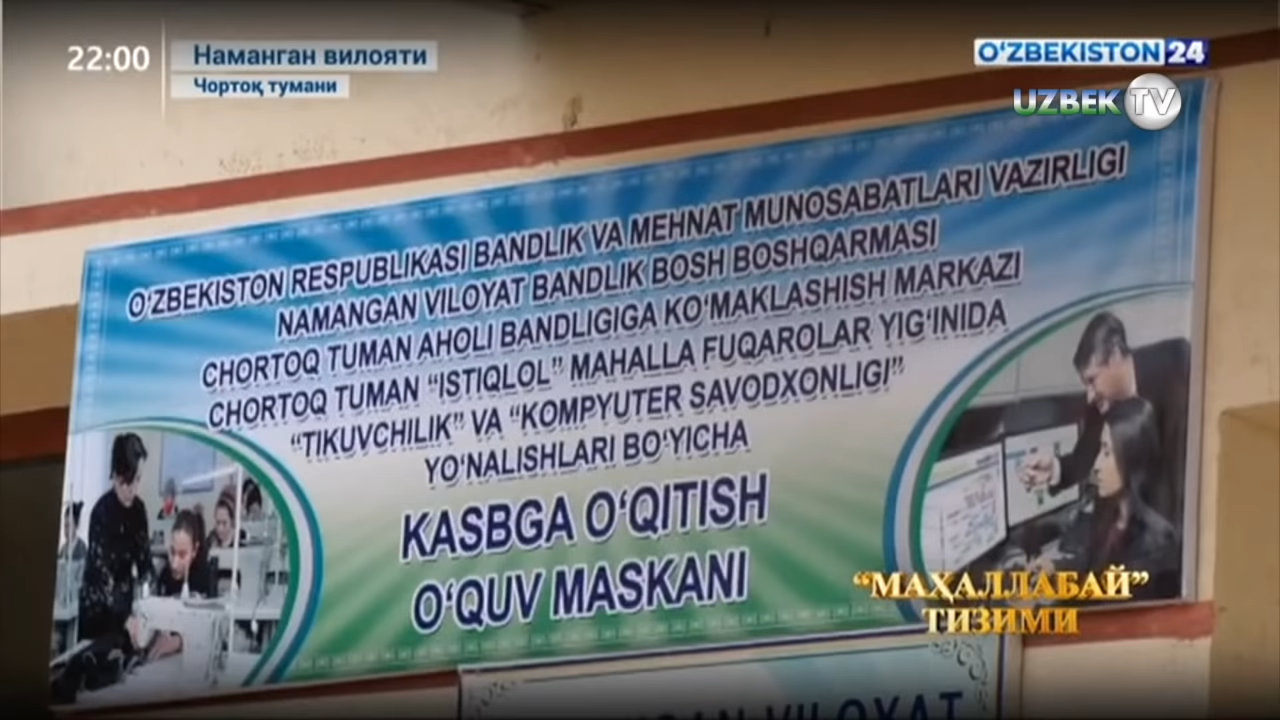 22:00
Наманган вилояти
Чортоқ тумани
O‘ZBEKISTON 24
UZBEK TV
O‘ZBEKISTON RESPUBLIKASI BANDLIK VA MEHNAT MUNOSABATLARI VAZIRLIGI
NAMANGAN VILOYAT BANDLIK BOSH BOSHQARMASI
CHORTOQ TUMAN AHOLI BANDLIGIGA KO‘MAKLASHISH MARKAZI
CHORTOQ TUMAN “ISTIQLOL” MAHALLA FUQAROLAR YIG‘INIDA
“TIKUVCHILIK” VA “KOMPYUTER SAVODXONLIGI”
YO‘NALISHLARI BO‘YICHA
KASBGA O‘QITISH
O‘QUV MASKANI
“МАҲАЛЛАБАЙ”
ТИЗИМИ
VILOYAT